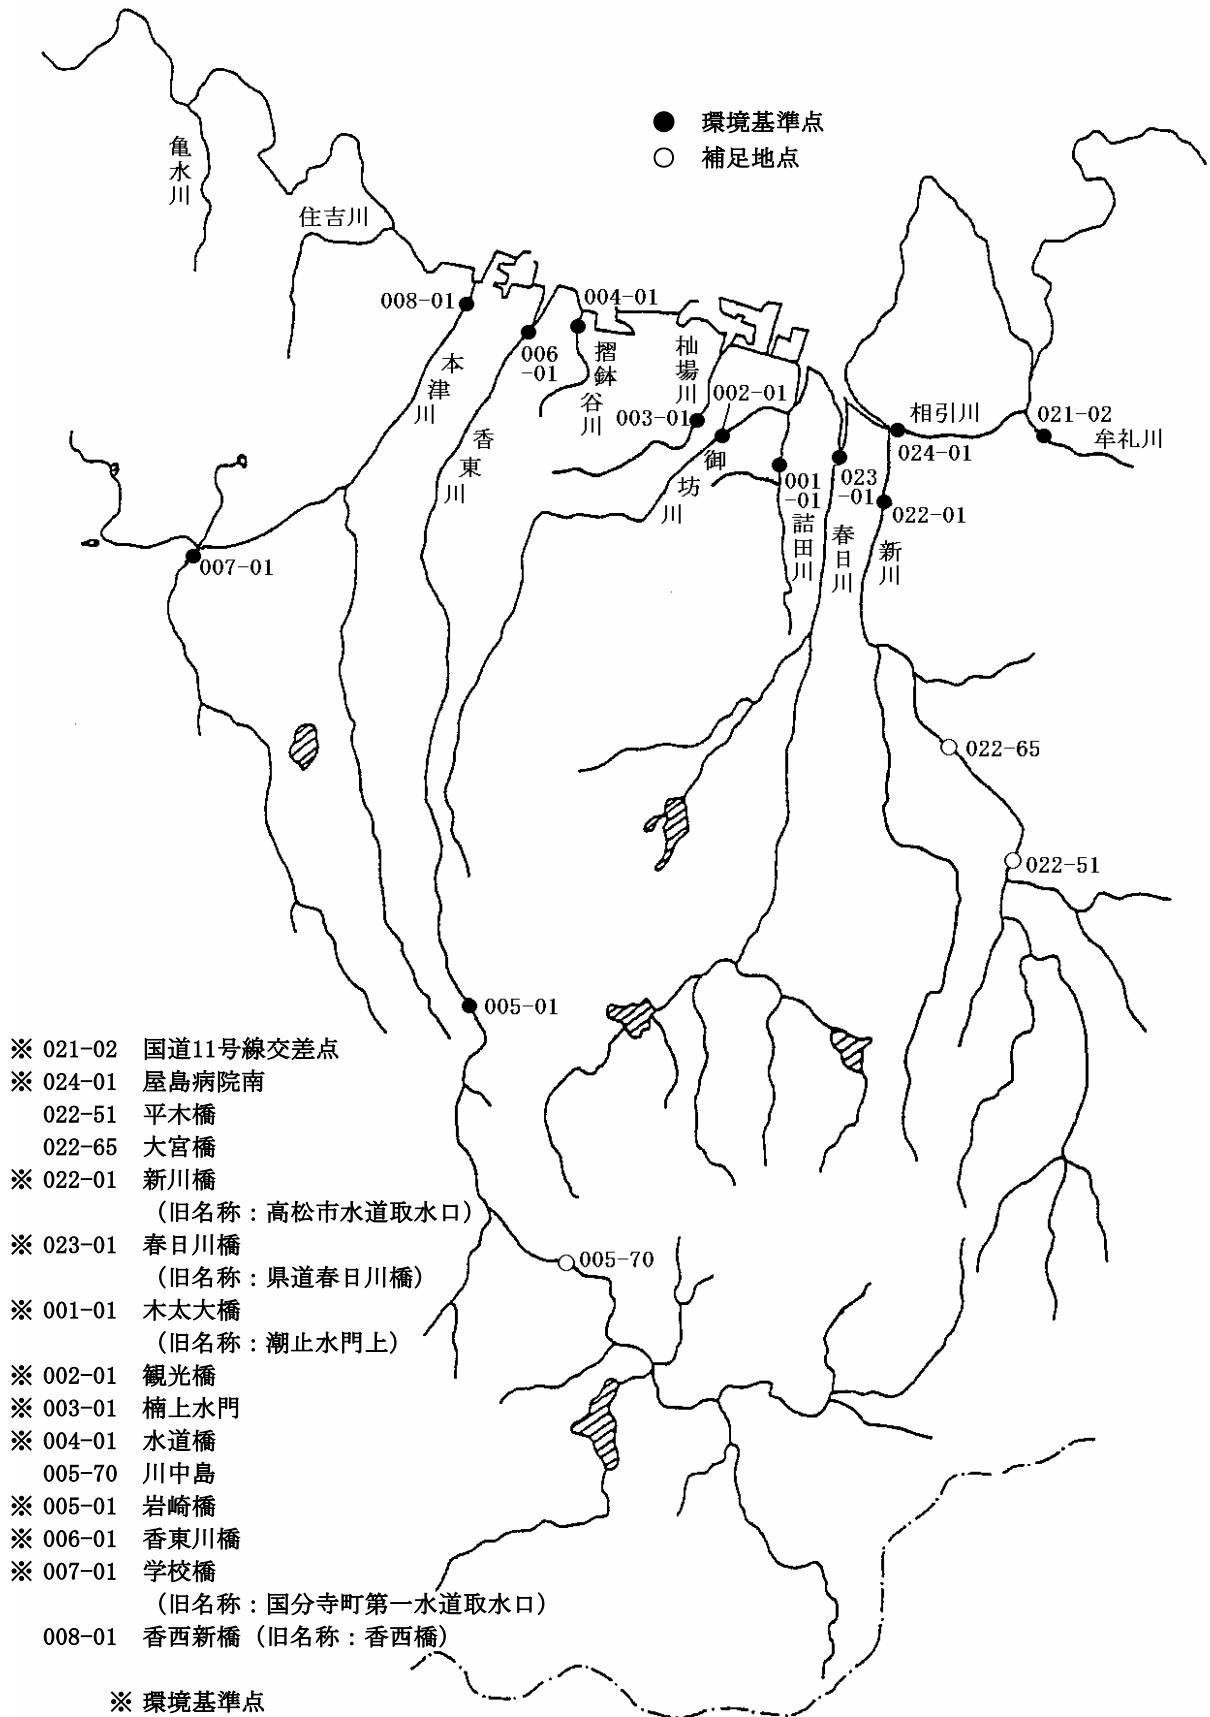 ● 環境基準点
○ 補足地点
亀水川
住吉川
008-01
004-01
006
-01
本津川
香東川
摺鉢谷川
杣場川
002-01
003-01
御坊川
001
-01
詰田川
023
-01
春日川
相引川
024-01
021-02
牟礼川
022-01
新川
007-01
022-65
022-51
005-01
005-70
※ 021-02 国道11号線交差点
※ 024-01 屋島病院南
022-51 平木橋
022-65 大宮橋
※ 022-01 新川橋
(旧名称:高松市水道取水口)
※ 023-01 春日川橋
(旧名称:県道春日川橋)
※ 001-01 木太大橋
(旧名称:潮止水門上)
※ 002-01 観光橋
※ 003-01 楠上水門
※ 004-01 水道橋
005-70 川中島
※ 005-01 岩崎橋
※ 006-01 香東川橋
※ 007-01 学校橋
(旧名称:国分寺町第一水道取水口)
008-01 香西新橋(旧名称:香西橋)
※ 環境基準点